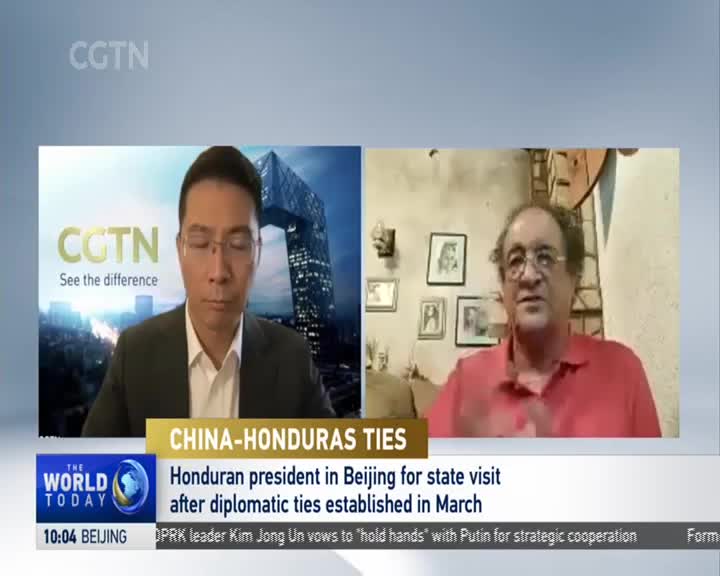 CGTN
CGTN
See the difference
CHINA-HONDURAS TIES
Honduran president in Beijing for state visit
after diplomatic ties established in March
THE
WORLD
TODAY
10:04 BEIJING
DPRK leader Kim Jong Un vows to "hold hands" with Putin for strategic cooperation